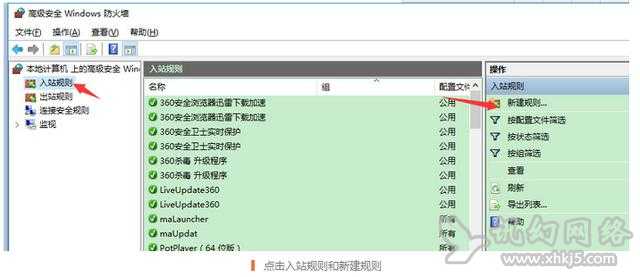 高级安全 Windows 防火墙
文件(F) 操作(A) 查看(V) 帮助(H)
本地计算机 上的高级安全 Win
入站规则
出站规则
连接安全规则
监视
入站规则
名称 组 配置文件
360安全浏览器迅雷下载加速 公用
360安全浏览器迅雷下载加速 公用
360安全卫士实时保护 公用
360安全卫士实时保护 公用
360杀毒 升级程序 公用
360杀毒 升级程序 公用
LiveUpdate360 公用
LiveUpdate360 公用
maLauncher 所有
maUpdat 所有
PotPlayer ( 64 位版 ) 公用
操作
入站规则
新建规则...
按配置文件筛选
按状态筛选
按组筛选
查看
刷新
导出列表...
帮助
机幻网络
www.xhkj5.com
点击入站规则和新建规则